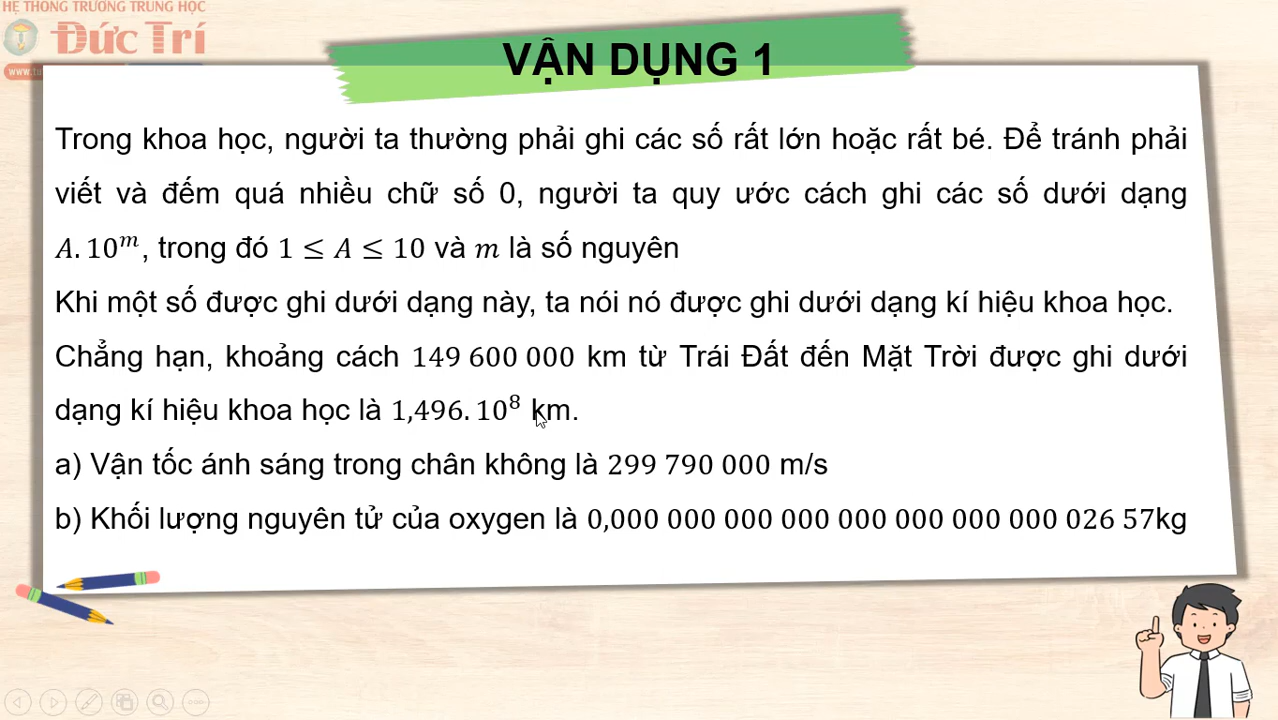 HỆ THỐNG TRƯỜNG TRUNG HỌC
Đức Trí
www.tu
VẬN DỤNG 1
Trong khoa học, người ta thường phải ghi các số rất lớn hoặc rất bé. Để tránh phải
viết và đếm quá nhiều chữ số 0, người ta quy ước cách ghi các số dưới dạng
A. 10^m, trong đó 1 ≤ A ≤ 10 và m là số nguyên
Khi một số được ghi dưới dạng này, ta nói nó được ghi dưới dạng kí hiệu khoa học.
Chẳng hạn, khoảng cách 149 600 000 km từ Trái Đất đến Mặt Trời được ghi dưới
dạng kí hiệu khoa học là 1,496. 10^8 km.
a) Vận tốc ánh sáng trong chân không là 299 790 000 m/s
b) Khối lượng nguyên tử của oxygen là 0,000 000 000 000 000 000 000 000 026 57kg